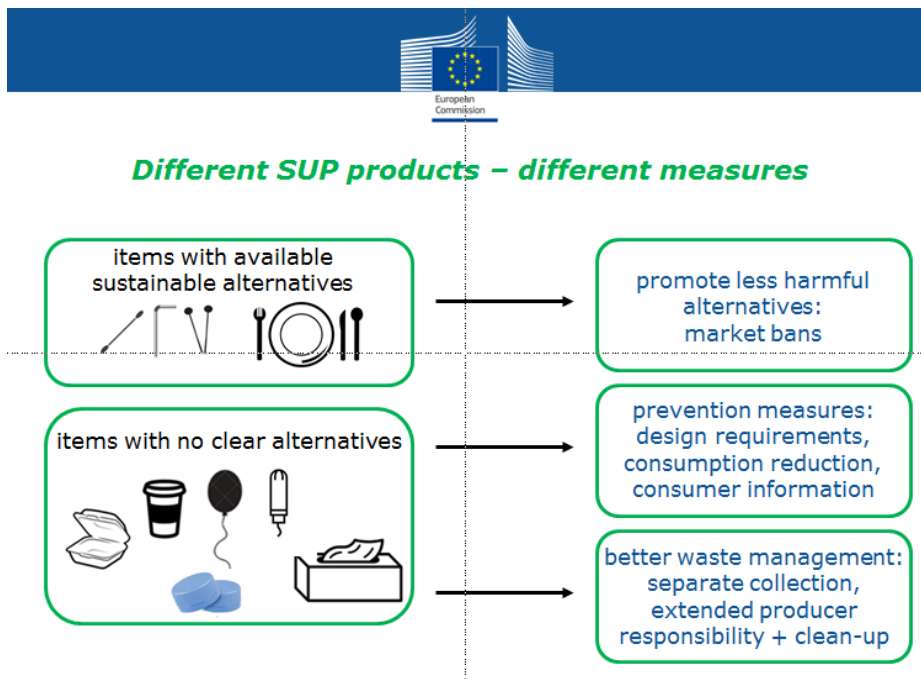 European
Commission
Different SUP products – different measures
items with available
sustainable alternatives
promote less harmful
alternatives:
market bans
items with no clear alternatives
prevention measures:
design requirements,
consumption reduction,
consumer information
better waste management:
separate collection,
extended producer
responsibility + clean-up